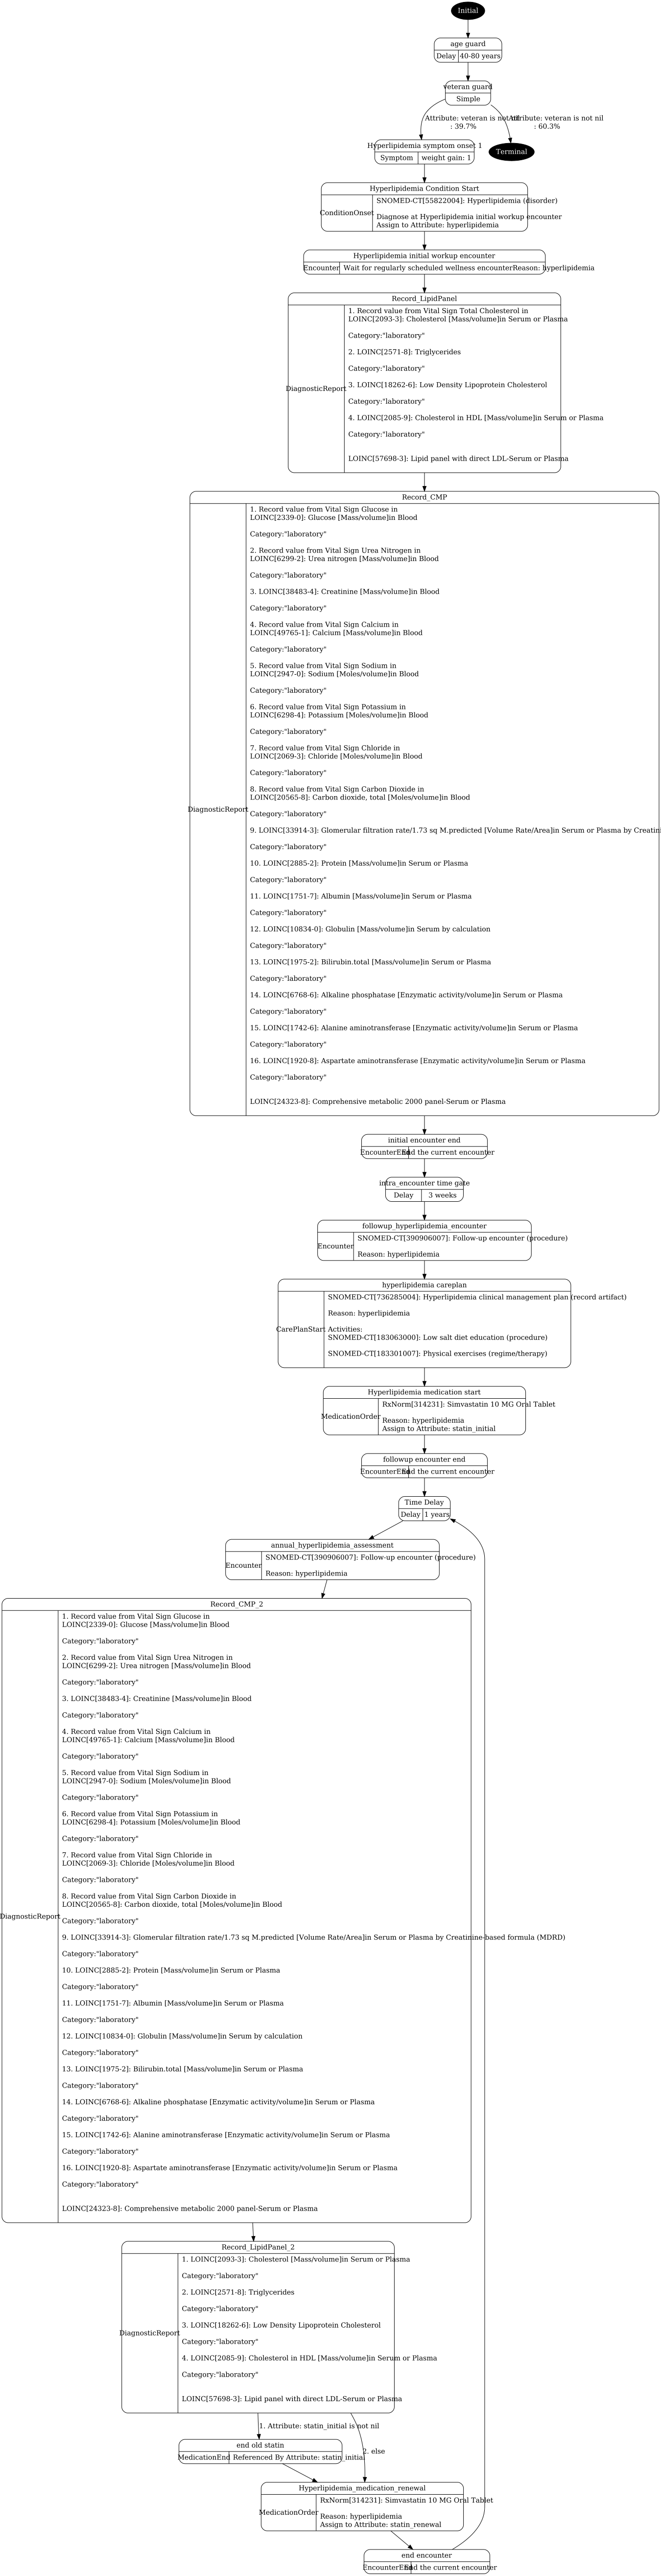 Initial
age guard
Delay 40-80 years
veteran guard
Simple
Attribute: veteran is not nil
: 39.7%
Attribute: veteran is not nil
: 60.3%
Hyperlipidemia symptom onset 1
Symptom weight gain: 1
Terminal
Hyperlipidemia Condition Start
ConditionOnset
SNOMED-CT[55822004]: Hyperlipidemia (disorder)
Diagnose at Hyperlipidemia initial workup encounter
Assign to Attribute: hyperlipidemia
Hyperlipidemia initial workup encounter
Encounter Wait for regularly scheduled wellness encounterReason: hyperlipidemia
Record_LipidPanel
DiagnosticReport
1. Record value from Vital Sign Total Cholesterol in
LOINC[2093-3]: Cholesterol [Mass/volume]in Serum or Plasma
Category:"laboratory"
2. LOINC[2571-8]: Triglycerides
Category:"laboratory"
3. LOINC[18262-6]: Low Density Lipoprotein Cholesterol
Category:"laboratory"
4. LOINC[2085-9]: Cholesterol in HDL [Mass/volume]in Serum or Plasma
Category:"laboratory"
LOINC[57698-3]: Lipid panel with direct LDL-Serum or Plasma
Record_CMP
DiagnosticReport
1. Record value from Vital Sign Glucose in
LOINC[2339-0]: Glucose [Mass/volume]in Blood
Category:"laboratory"
2. Record value from Vital Sign Urea Nitrogen in
LOINC[6299-2]: Urea nitrogen [Mass/volume]in Blood
Category:"laboratory"
3. LOINC[38483-4]: Creatinine [Mass/volume]in Blood
Category:"laboratory"
4. Record value from Vital Sign Calcium in
LOINC[49765-1]: Calcium [Mass/volume]in Blood
Category:"laboratory"
5. Record value from Vital Sign Sodium in
LOINC[2947-0]: Sodium [Moles/volume]in Blood
Category:"laboratory"
6. Record value from Vital Sign Potassium in
LOINC[6298-4]: Potassium [Moles/volume]in Blood
Category:"laboratory"
7. Record value from Vital Sign Chloride in
LOINC[2069-3]: Chloride [Moles/volume]in Blood
Category:"laboratory"
8. Record value from Vital Sign Carbon Dioxide in
LOINC[20565-8]: Carbon dioxide, total [Moles/volume]in Blood
Category:"laboratory"
9. LOINC[33914-3]: Glomerular filtration rate/1.73 sq M.predicted [Volume Rate/Area]in Serum or Plasma by Creatini
Category:"laboratory"
10. LOINC[2885-2]: Protein [Mass/volume]in Serum or Plasma
Category:"laboratory"
11. LOINC[1751-7]: Albumin [Mass/volume]in Serum or Plasma
Category:"laboratory"
12. LOINC[10834-0]: Globulin [Mass/volume]in Serum by calculation
Category:"laboratory"
13. LOINC[1975-2]: Bilirubin.total [Mass/volume]in Serum or Plasma
Category:"laboratory"
14. LOINC[6768-6]: Alkaline phosphatase [Enzymatic activity/volume]in Serum or Plasma
Category:"laboratory"
15. LOINC[1742-6]: Alanine aminotransferase [Enzymatic activity/volume]in Serum or Plasma
Category:"laboratory"
16. LOINC[1920-8]: Aspartate aminotransferase [Enzymatic activity/volume]in Serum or Plasma
Category:"laboratory"
LOINC[24323-8]: Comprehensive metabolic 2000 panel-Serum or Plasma
initial encounter end
EncounterEnd End the current encounter
intra_encounter time gate
Delay 3 weeks
followup_hyperlipidemia_encounter
Encounter
SNOMED-CT[390906007]: Follow-up encounter (procedure)
Reason: hyperlipidemia
hyperlipidemia careplan
CarePlanStart
SNOMED-CT[736285004]: Hyperlipidemia clinical management plan (record artifact)
Reason: hyperlipidemia
Activities:
SNOMED-CT[183063000]: Low salt diet education (procedure)
SNOMED-CT[183301007]: Physical exercises (regime/therapy)
Hyperlipidemia medication start
MedicationOrder
RxNorm[314231]: Simvastatin 10 MG Oral Tablet
Reason: hyperlipidemia
Assign to Attribute: statin_initial
followup encounter end
EncounterEnd End the current encounter
Time Delay
Delay 1 years
annual_hyperlipidemia_assessment
Encounter
SNOMED-CT[390906007]: Follow-up encounter (procedure)
Reason: hyperlipidemia
Record_CMP_2
DiagnosticReport
1. Record value from Vital Sign Glucose in
LOINC[2339-0]: Glucose [Mass/volume]in Blood
Category:"laboratory"
2. Record value from Vital Sign Urea Nitrogen in
LOINC[6299-2]: Urea nitrogen [Mass/volume]in Blood
Category:"laboratory"
3. LOINC[38483-4]: Creatinine [Mass/volume]in Blood
Category:"laboratory"
4. Record value from Vital Sign Calcium in
LOINC[49765-1]: Calcium [Mass/volume]in Blood
Category:"laboratory"
5. Record value from Vital Sign Sodium in
LOINC[2947-0]: Sodium [Moles/volume]in Blood
Category:"laboratory"
6. Record value from Vital Sign Potassium in
LOINC[6298-4]: Potassium [Moles/volume]in Blood
Category:"laboratory"
7. Record value from Vital Sign Chloride in
LOINC[2069-3]: Chloride [Moles/volume]in Blood
Category:"laboratory"
8. Record value from Vital Sign Carbon Dioxide in
LOINC[20565-8]: Carbon dioxide, total [Moles/volume]in Blood
Category:"laboratory"
9. LOINC[33914-3]: Glomerular filtration rate/1.73 sq M.predicted [Volume Rate/Area]in Serum or Plasma by Creatinine-based formula (MDRD)
Category:"laboratory"
10. LOINC[2885-2]: Protein [Mass/volume]in Serum or Plasma
Category:"laboratory"
11. LOINC[1751-7]: Albumin [Mass/volume]in Serum or Plasma
Category:"laboratory"
12. LOINC[10834-0]: Globulin [Mass/volume]in Serum by calculation
Category:"laboratory"
13. LOINC[1975-2]: Bilirubin.total [Mass/volume]in Serum or Plasma
Category:"laboratory"
14. LOINC[6768-6]: Alkaline phosphatase [Enzymatic activity/volume]in Serum or Plasma
Category:"laboratory"
15. LOINC[1742-6]: Alanine aminotransferase [Enzymatic activity/volume]in Serum or Plasma
Category:"laboratory"
16. LOINC[1920-8]: Aspartate aminotransferase [Enzymatic activity/volume]in Serum or Plasma
Category:"laboratory"
LOINC[24323-8]: Comprehensive metabolic 2000 panel-Serum or Plasma
Record_LipidPanel_2
DiagnosticReport
1. LOINC[2093-3]: Cholesterol [Mass/volume]in Serum or Plasma
Category:"laboratory"
2. LOINC[2571-8]: Triglycerides
Category:"laboratory"
3. LOINC[18262-6]: Low Density Lipoprotein Cholesterol
Category:"laboratory"
4. LOINC[2085-9]: Cholesterol in HDL [Mass/volume]in Serum or Plasma
Category:"laboratory"
LOINC[57698-3]: Lipid panel with direct LDL-Serum or Plasma
1. Attribute: statin_initial is not nil
2. else
end old statin
MedicationEnd Referenced By Attribute: statin_initial
Hyperlipidemia_medication_renewal
MedicationOrder
RxNorm[314231]: Simvastatin 10 MG Oral Tablet
Reason: hyperlipidemia
Assign to Attribute: statin_renewal
end encounter
EncounterEnd End the current encounter